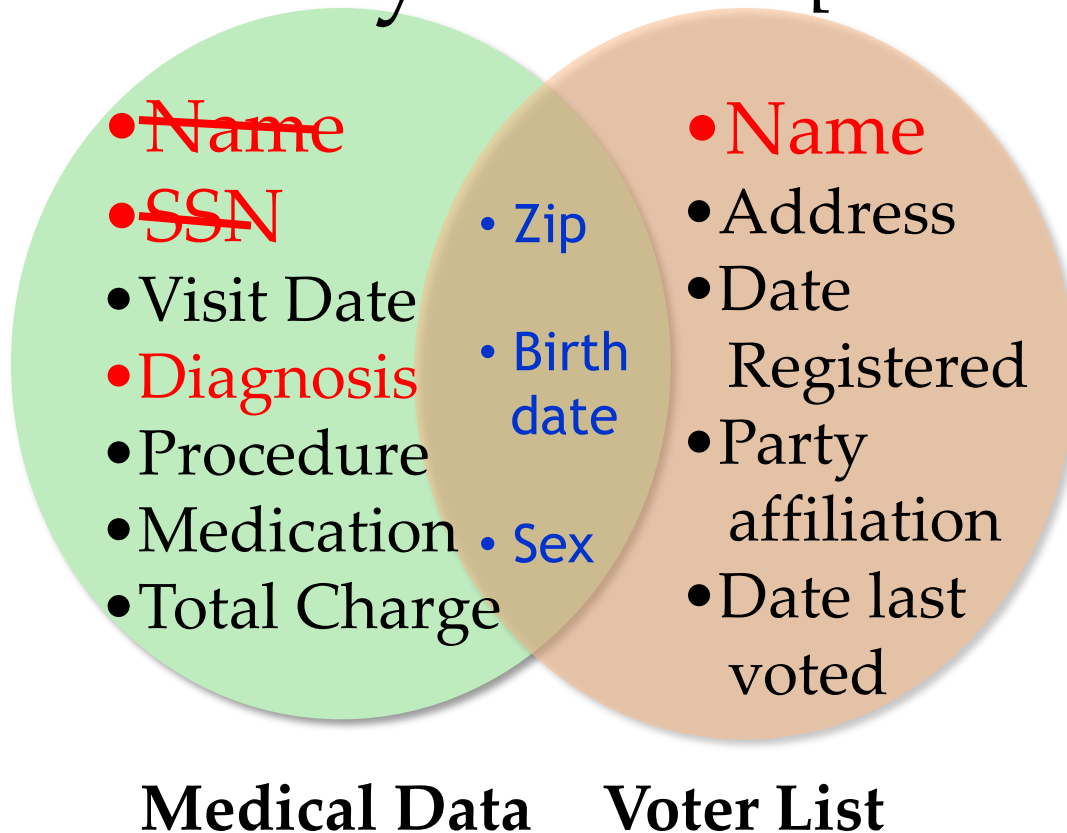 •Name
•SSN
•Visit Date
•Diagnosis
•Procedure
•Medication
•Total Charge
• Zip
• Birth
date
• Sex
•Name
•Address
•Date
Registered
•Party
affiliation
•Date last
voted
Medical Data
Voter List